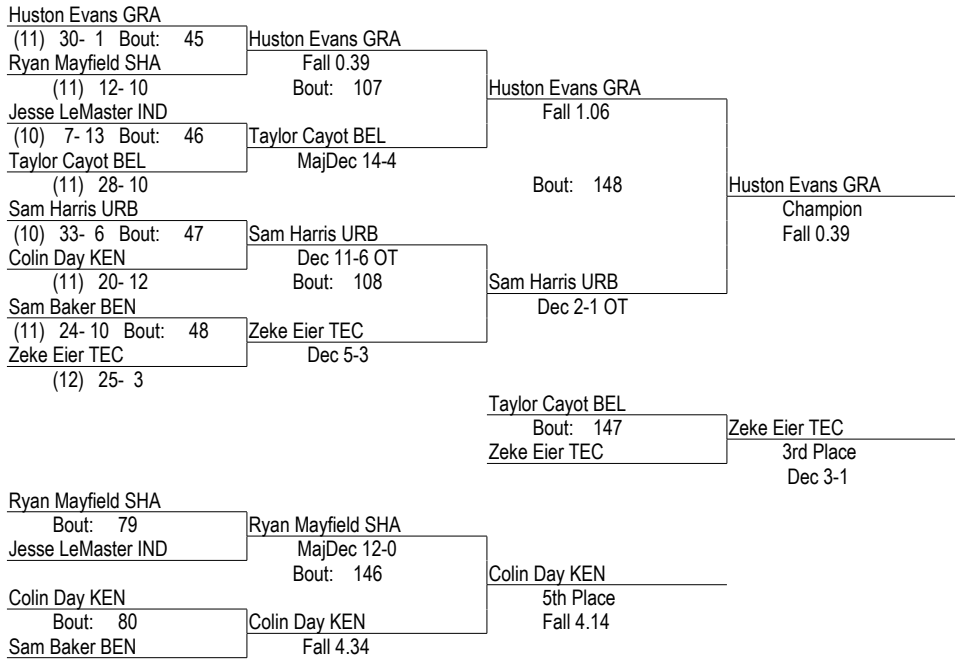 Huston Evans GRA
(11) 30- 1 Bout: 45 Huston Evans GRA
Ryan Mayfield SHA Fall 0.39
(11) 12- 10 Bout: 107 Huston Evans GRA
Jesse LeMaster IND Fall 1.06
(10) 7- 13 Bout: 46 Taylor Cayot BEL
Taylor Cayot BEL MajDec 14-4
(11) 28- 10 Bout: 148 Huston Evans GRA
Sam Harris URB Champion
(10) 33- 6 Bout: 47 Sam Harris URB Fall 0.39
Colin Day KEN Dec 11-6 OT
(11) 20- 12 Bout: 108 Sam Harris URB
Sam Baker BEN Dec 2-1 OT
(11) 24- 10 Bout: 48 Zeke Eier TEC
Zeke Eier TEC Dec 5-3
(12) 25- 3
Taylor Cayot BEL
Bout: 147 Zeke Eier TEC
Zeke Eier TEC 3rd Place
Dec 3-1
Ryan Mayfield SHA
Bout: 79 Ryan Mayfield SHA
Jesse LeMaster IND MajDec 12-0
Bout: 146 Colin Day KEN
Colin Day KEN 5th Place
Bout: 80 Colin Day KEN Fall 4.14
Sam Baker BEN Fall 4.34